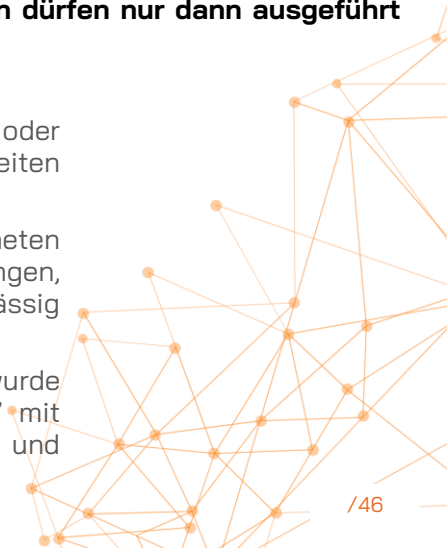 n dürfen nur dann ausgeführt
oder
eiten
neten
ngen,
ässig
wurde
" mit
und
/46